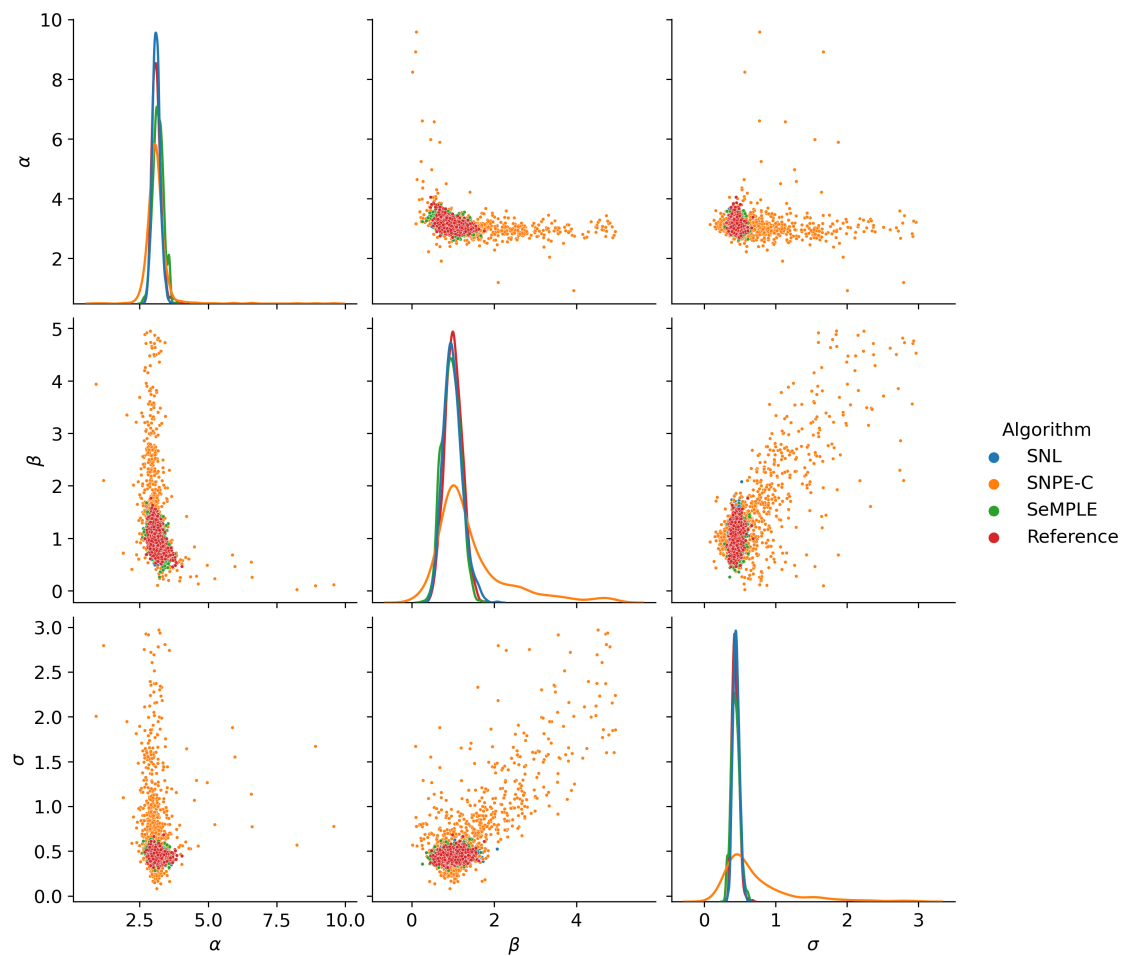 10
8
6
4
2
α
5
4
3
2
1
0
β
Algorithm
SNL
SNPE-C
SeMPLE
Reference
3.0
2.5
2.0
1.5
1.0
0.5
0.0
σ
2.5 5.0 7.5 10.0 0 2 4 0 1 2 3
α β σ